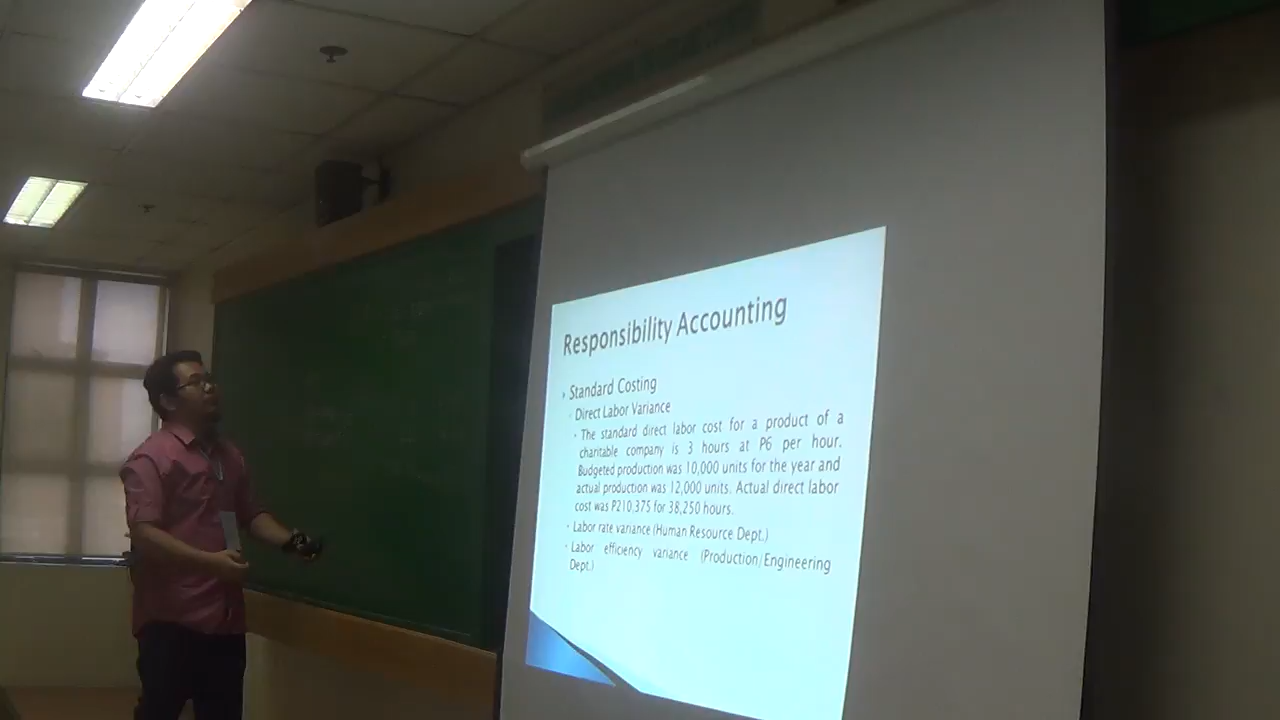 Responsibility Accounting
Standard Costing
Direct Labor Variance
The standard direct labor cost for a product of a
charitable company is 3 hours at P6 per hour.
Budgeted production was 10,000 units for the year and
actual production was 12,000 units. Actual direct labor
cost was P210,375 for 38,250 hours.
Labor rate variance (Human Resource Dept.)
Labor efficiency variance (Production/Engineering
Dept.)